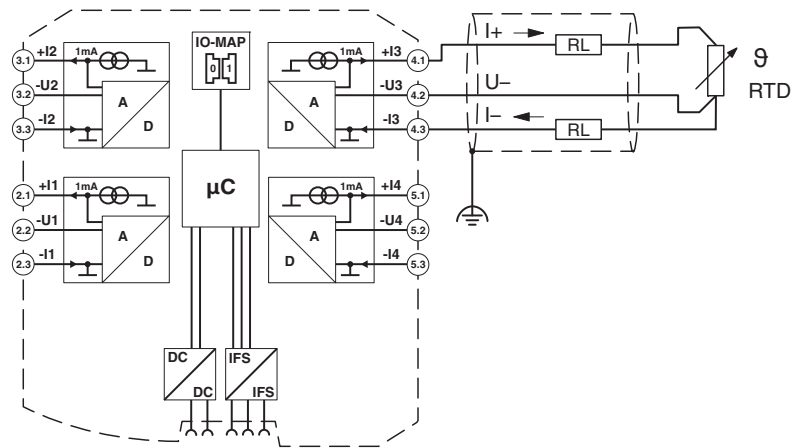 IO-MAP
0 1
3.1 +I2 1mA
3.2 -U2
3.3 -I2
A
D
1mA +I3 4.1
-U3 4.2
-I3 4.3
A
D
I+ RL
U–
I– RL
ϑ
RTD
µC
2.1 +I1 1mA
2.2 -U1
2.3 -I1
A
D
1mA +I4 5.1
-U4 5.2
-I4 5.3
A
D
DC
DC
IFS
IFS